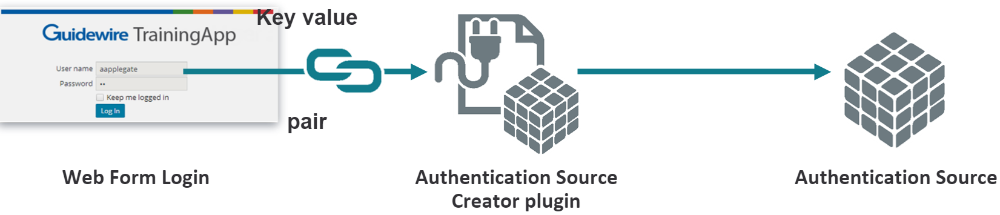 Key value
Guidewire TrainingApp
User name aapplegate
Password ••
Keep me logged in
Log In
pair
Web Form Login
Authentication Source
Creator plugin
Authentication Source